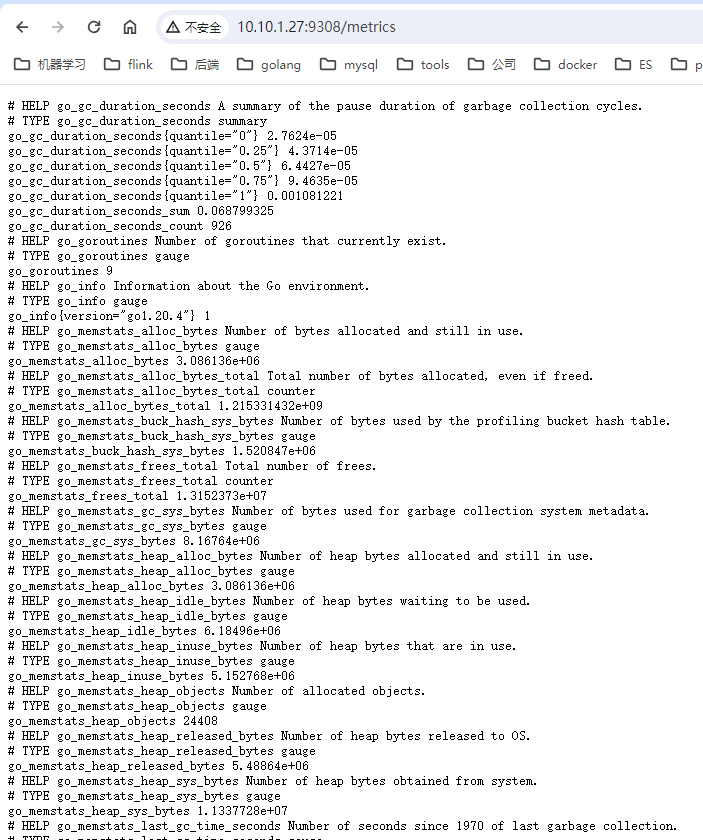 不安全 10.10.1.27:9308/metrics
机器学习 flink 后端 golang mysql tools 公司 docker ES p
# HELP go_gc_duration_seconds A summary of the pause duration of garbage collection cycles.
# TYPE go_gc_duration_seconds summary
go_gc_duration_seconds{quantile="0"} 2.7624e-05
go_gc_duration_seconds{quantile="0.25"} 4.3714e-05
go_gc_duration_seconds{quantile="0.5"} 6.4427e-05
go_gc_duration_seconds{quantile="0.75"} 9.4635e-05
go_gc_duration_seconds{quantile="1"} 0.001081221
go_gc_duration_seconds_sum 0.068799325
go_gc_duration_seconds_count 926
# HELP go_goroutines Number of goroutines that currently exist.
# TYPE go_goroutines gauge
go_goroutines 9
# HELP go_info Information about the Go environment.
# TYPE go_info gauge
go_info{version="go1.20.4"} 1
# HELP go_memstats_alloc_bytes Number of bytes allocated and still in use.
# TYPE go_memstats_alloc_bytes gauge
go_memstats_alloc_bytes 3.086136e+06
# HELP go_memstats_alloc_bytes_total Total number of bytes allocated, even if freed.
# TYPE go_memstats_alloc_bytes_total counter
go_memstats_alloc_bytes_total 1.215331432e+09
# HELP go_memstats_buck_hash_sys_bytes Number of bytes used by the profiling bucket hash table.
# TYPE go_memstats_buck_hash_sys_bytes gauge
go_memstats_buck_hash_sys_bytes 1.520847e+06
# HELP go_memstats_frees_total Total number of frees.
# TYPE go_memstats_frees_total counter
go_memstats_frees_total 1.3152373e+07
# HELP go_memstats_gc_sys_bytes Number of bytes used for garbage collection system metadata.
# TYPE go_memstats_gc_sys_bytes gauge
go_memstats_gc_sys_bytes 8.16764e+06
# HELP go_memstats_heap_alloc_bytes Number of heap bytes allocated and still in use.
# TYPE go_memstats_heap_alloc_bytes gauge
go_memstats_heap_alloc_bytes 3.086136e+06
# HELP go_memstats_heap_idle_bytes Number of heap bytes waiting to be used.
# TYPE go_memstats_heap_idle_bytes gauge
go_memstats_heap_idle_bytes 6.18496e+06
# HELP go_memstats_heap_inuse_bytes Number of heap bytes that are in use.
# TYPE go_memstats_heap_inuse_bytes gauge
go_memstats_heap_inuse_bytes 5.152768e+06
# HELP go_memstats_heap_objects Number of allocated objects.
# TYPE go_memstats_heap_objects gauge
go_memstats_heap_objects 24408
# HELP go_memstats_heap_released_bytes Number of heap bytes released to OS.
# TYPE go_memstats_heap_released_bytes gauge
go_memstats_heap_released_bytes 5.48864e+06
# HELP go_memstats_heap_sys_bytes Number of heap bytes obtained from system.
# TYPE go_memstats_heap_sys_bytes gauge
go_memstats_heap_sys_bytes 1.1337728e+07
# HELP go_memstats_last_gc_time_seconds Number of seconds since 1970 of last garbage collection.